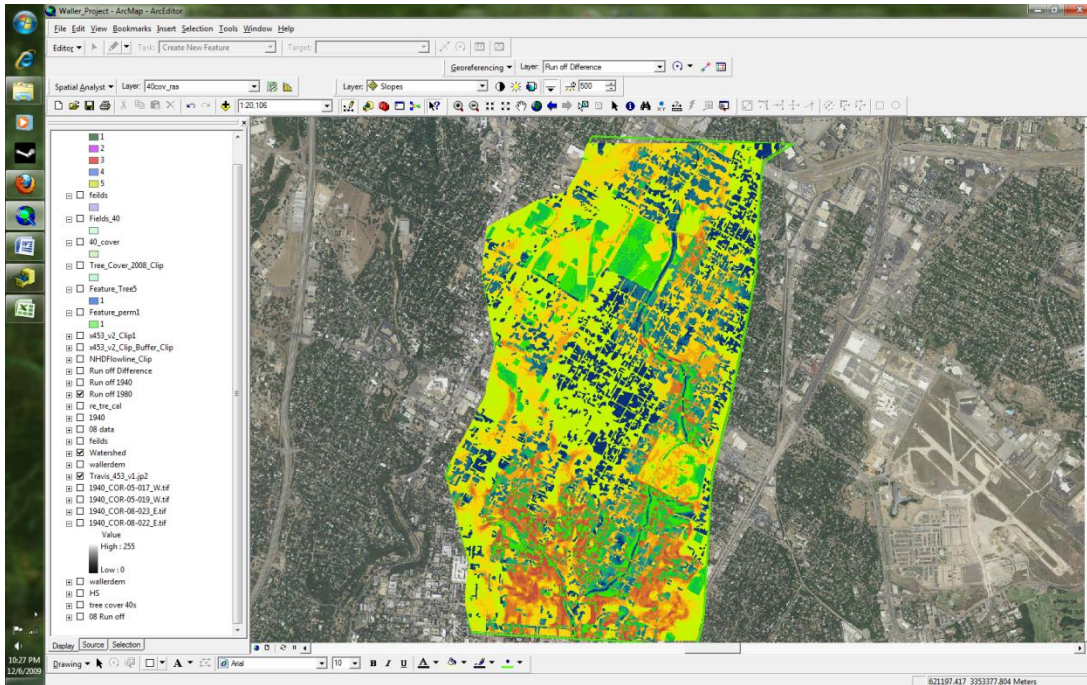 Waller_Project - ArcMap - ArcEditor
File Edit View Bookmarks Insert Selection Tools Window Help
Editor Task: Create New Feature Target:
Georeferencing Layer: Run off Difference
Spatial Analyst Layer: 40cov_ras Layer: Slopes 500
1:20,106
1
2
3
4
5
feilds
Fields_40
40_cover
Tree_Cover_2008_Clip
Feature_Tree5
1
Feature_perm1
1
x453_v2_Clip1
x453_v2_Clip_Buffer_Clip
NHDFlowline_Clip
Run off Difference
Run off 1940
Run off 1980
re_tre_cal
1940
08 data
feilds
Watershed
wallerdem
Travis_453_v1.jp2
1940_COR-05-017_W.tif
1940_COR-05-019_W.tif
1940_COR-08-023_E.tif
1940_COR-08-022_E.tif
Value
High : 255
Low : 0
wallerdem
HS
tree cover 40s
08 Run off
Display Source Selection
Drawing A Arial 10 B I U A
10:27 PM
12/6/2009
621197.417 3353377.804 Meters